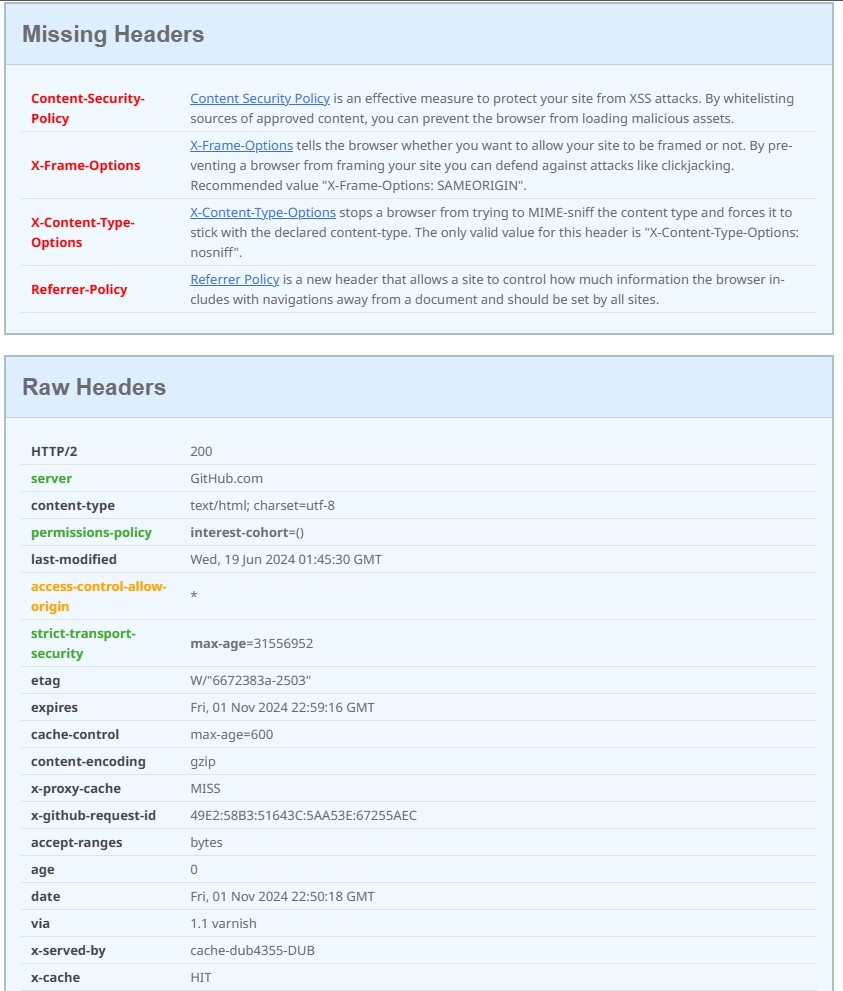 Missing Headers
Content-Security-
Policy
Content Security Policy is an effective measure to protect your site from XSS attacks. By whitelisting
sources of approved content, you can prevent the browser from loading malicious assets.
X-Frame-Options
X-Frame-Options tells the browser whether you want to allow your site to be framed or not. By pre-
venting a browser from framing your site you can defend against attacks like clickjacking.
Recommended value "X-Frame-Options: SAMEORIGIN".
X-Content-Type-
Options
X-Content-Type-Options stops a browser from trying to MIME-sniff the content type and forces it to
stick with the declared content-type. The only valid value for this header is "X-Content-Type-Options:
nosniff".
Referrer-Policy
Referrer Policy is a new header that allows a site to control how much information the browser in-
cludes with navigations away from a document and should be set by all sites.
Raw Headers
HTTP/2 200
server GitHub.com
content-type text/html; charset=utf-8
permissions-policy interest-cohort=()
last-modified Wed, 19 Jun 2024 01:45:30 GMT
access-control-allow-
origin
*
strict-transport-
security
max-age=31556952
etag W/"6672383a-2503"
expires Fri, 01 Nov 2024 22:59:16 GMT
cache-control max-age=600
content-encoding gzip
x-proxy-cache MISS
x-github-request-id 49E2:58B3:51643C:5AA53E:67255AEC
accept-ranges bytes
age 0
date Fri, 01 Nov 2024 22:50:18 GMT
via 1.1 varnish
x-served-by cache-dub4355-DUB
x-cache HIT